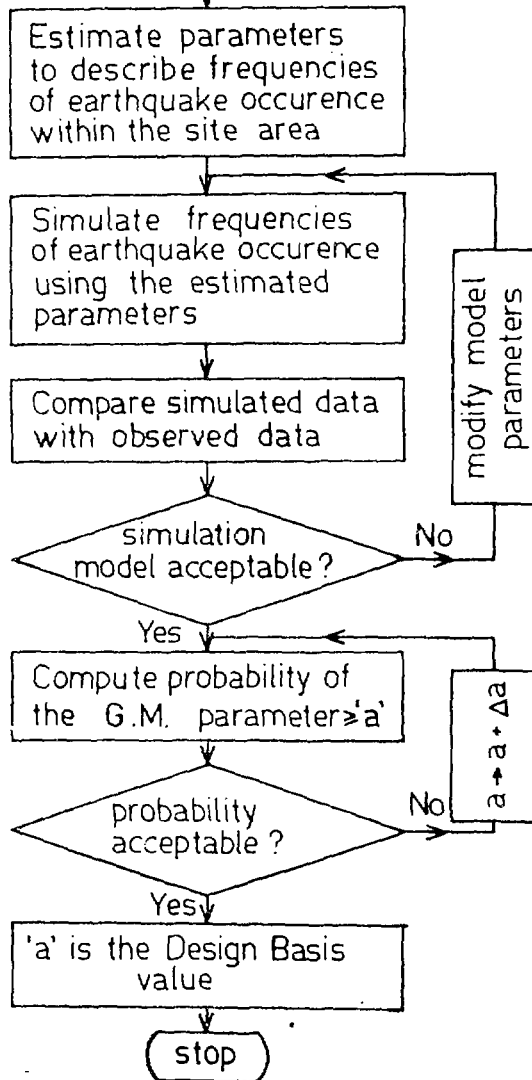 Estimate parameters
to describe frequencies
of earthquake occurence
within the site area
Simulate frequencies
of earthquake occurence
using the estimated
parameters
modify model
parameters
Compare simulated data
with observed data
simulation
model acceptable?
No
Yes
Compute probability of
the G.M. parameter≥'a'
a → a + Δa
probability
acceptable?
No
Yes
'a' is the Design Basis
value
stop